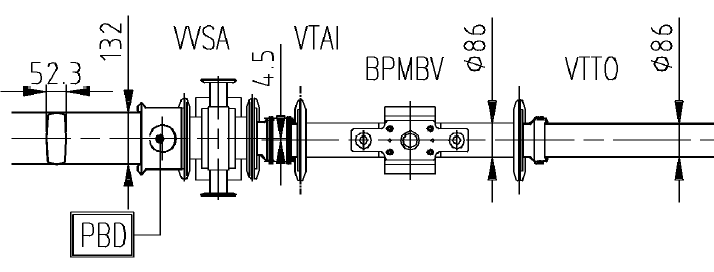 VVSA
VTAI
BPMBV
VTTO
52.3
132
4.5
Ø86
Ø86
PBD